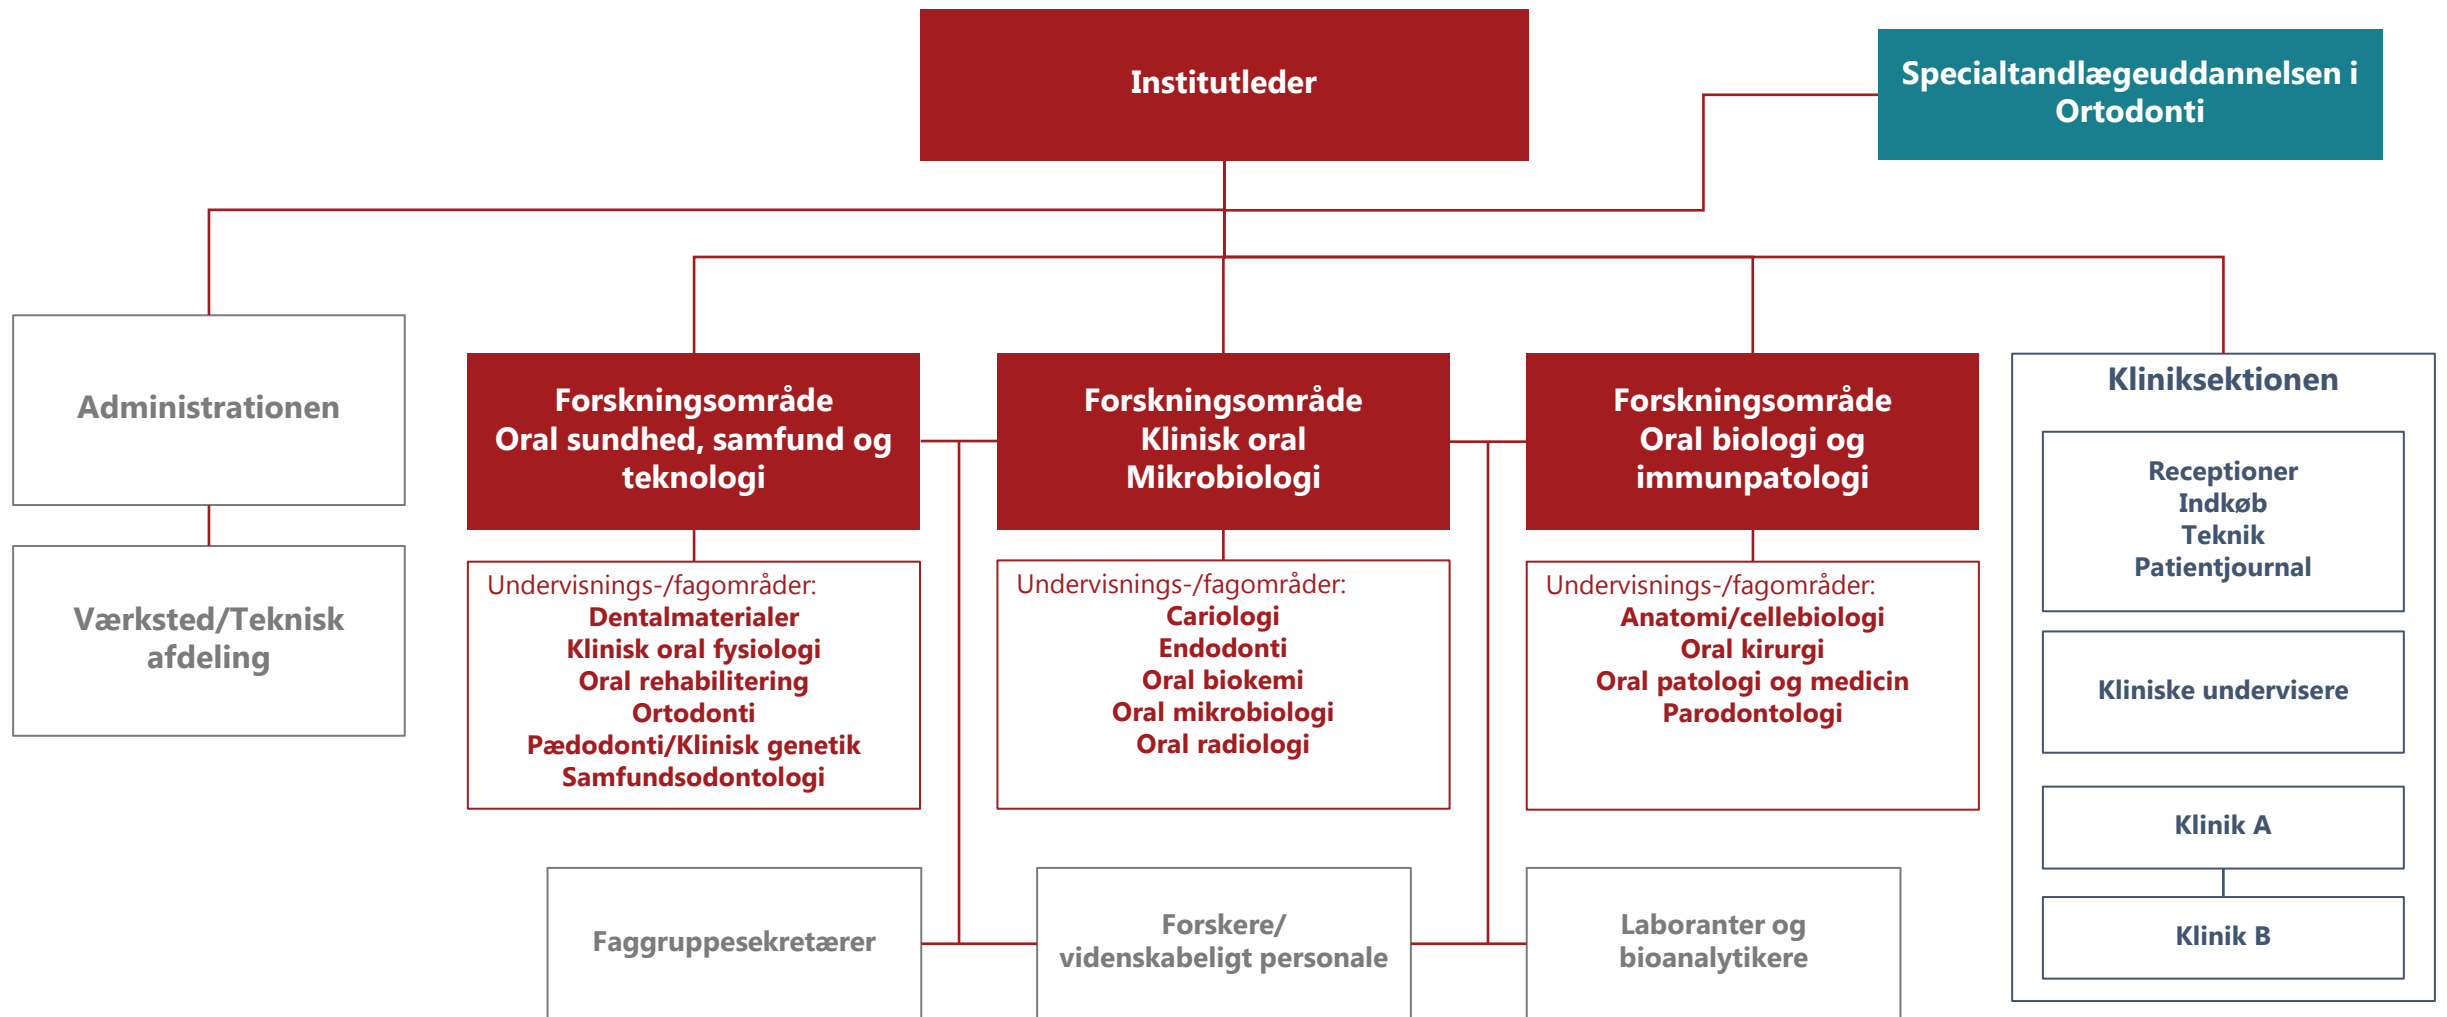 Institutleder
Specialtandlægeuddannelsen i
Ortodonti
Administrationen
Værksted/Teknisk
afdeling
Forskningsområde
Oral sundhed, samfund og
teknologi
Undervisnings-/fagområder:
Dentalmaterialer
Klinisk oral fysiologi
Oral rehabilitering
Ortodonti
Pædodonti/Klinisk genetik
Samfundsodontologi
Forskningsområde
Klinisk oral
Mikrobiologi
Undervisnings-/fagområder:
Cariologi
Endodonti
Oral biokemi
Oral mikrobiologi
Oral radiologi
Forskningsområde
Oral biologi og
immunpatologi
Undervisnings-/fagområder:
Anatomi/cellebiologi
Oral kirurgi
Oral patologi og medicin
Parodontologi
Kliniksektionen
Receptioner
Indkøb
Teknik
Patientjournal
Kliniske undervisere
Klinik A
Klinik B
Faggruppesekretærer
Forskere/
videnskabeligt personale
Laboranter og
bioanalytikere